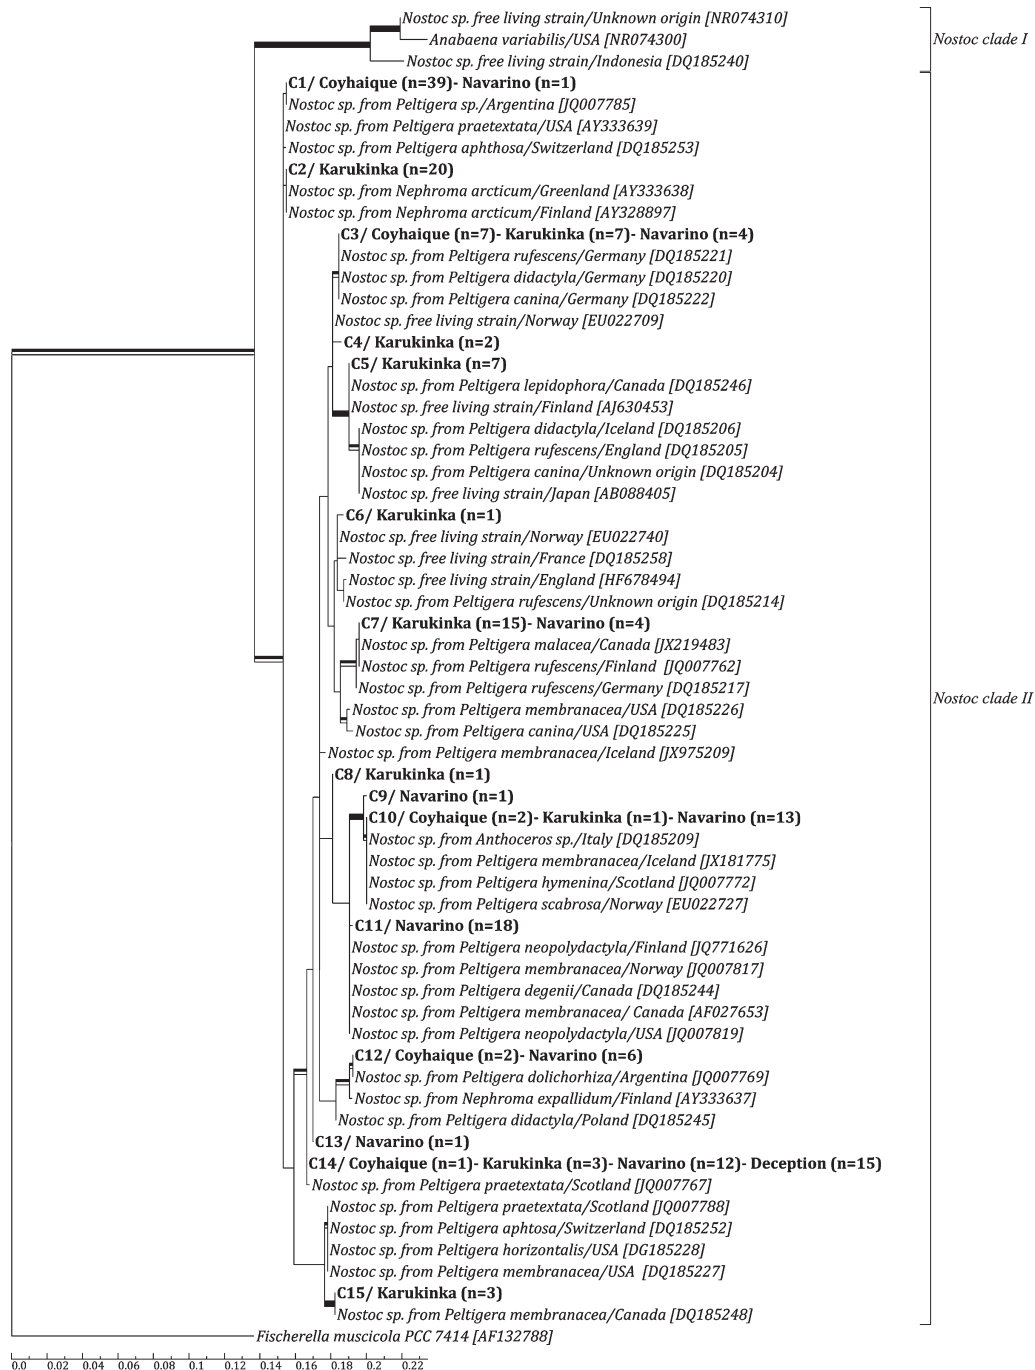 Nostoc sp. free living strain/Unknown origin [NR074310]
Anabaena variabilis/USA [NR074300]
Nostoc clade I
Nostoc sp. free living strain/Indonesia [DQ185240]
C1/ Coyhaique (n=39)- Navarino (n=1)
Nostoc sp. from Peltigera sp./Argentina [JQ007785]
Nostoc sp. from Peltigera praetextata/USA [AY333639]
Nostoc sp. from Peltigera aphthosa/Switzerland [DQ185253]
C2/ Karukinka (n=20)
Nostoc sp. from Nephroma arcticum/Greenland [AY333638]
Nostoc sp. from Nephroma arcticum/Finland [AY328897]
C3/ Coyhaique (n=7)- Karukinka (n=7)- Navarino (n=4)
Nostoc sp. from Peltigera rufescens/Germany [DQ185221]
Nostoc sp. from Peltigera didactyla/Germany [DQ185220]
Nostoc sp. from Peltigera canina/Germany [DQ185222]
Nostoc sp. free living strain/Norway [EU022709]
C4/ Karukinka (n=2)
C5/ Karukinka (n=7)
Nostoc sp. from Peltigera lepidophora/Canada [DQ185246]
Nostoc sp. free living strain/Finland [AJ630453]
Nostoc sp. from Peltigera didactyla/Iceland [DQ185206]
Nostoc sp. from Peltigera rufescens/England [DQ185205]
Nostoc sp. from Peltigera canina/Unknown origin [DQ185204]
Nostoc sp. free living strain/Japan [AB088405]
C6/ Karukinka (n=1)
Nostoc sp. free living strain/Norway [EU022740]
Nostoc sp. free living strain/France [DQ185258]
Nostoc sp. free living strain/England [HF678494]
Nostoc sp. from Peltigera rufescens/Unknown origin [DQ185214]
C7/ Karukinka (n=15)- Navarino (n=4)
Nostoc sp. from Peltigera malacea/Canada [JX219483]
Nostoc sp. from Peltigera rufescens/Finland [JQ007762]
Nostoc sp. from Peltigera rufescens/Germany [DQ185217]
Nostoc clade II
Nostoc sp. from Peltigera membranacea/USA [DQ185226]
Nostoc sp. from Peltigera canina/USA [DQ185225]
Nostoc sp. from Peltigera membranacea/Iceland [JX975209]
C8/ Karukinka (n=1)
C9/ Navarino (n=1)
C10/ Coyhaique (n=2)- Karukinka (n=1)- Navarino (n=13)
Nostoc sp. from Anthoceros sp./Italy [DQ185209]
Nostoc sp. from Peltigera membranacea/Iceland [JX181775]
Nostoc sp. from Peltigera hymenina/Scotland [JQ007772]
Nostoc sp. from Peltigera scabrosa/Norway [EU022727]
C11/ Navarino (n=18)
Nostoc sp. from Peltigera neopolydactyla/Finland [JQ771626]
Nostoc sp. from Peltigera membranacea/Norway [JQ007817]
Nostoc sp. from Peltigera degenii/Canada [DQ185244]
Nostoc sp. from Peltigera membranacea/ Canada [AF027653]
Nostoc sp. from Peltigera neopolydactyla/USA [JQ007819]
C12/ Coyhaique (n=2)- Navarino (n=6)
Nostoc sp. from Peltigera dolichorhiza/Argentina [JQ007769]
Nostoc sp. from Nephroma expallidum/Finland [AY333637]
Nostoc sp. from Peltigera didactyla/Poland [DQ185245]
C13/ Navarino (n=1)
C14/ Coyhaique (n=1)- Karukinka (n=3)- Navarino (n=12)- Deception (n=15)
Nostoc sp. from Peltigera praetextata/Scotland [JQ007767]
Nostoc sp. from Peltigera praetextata/Scotland [JQ007788]
Nostoc sp. from Peltigera aphtosa/Switzerland [DQ185252]
Nostoc sp. from Peltigera horizontalis/USA [DG185228]
Nostoc sp. from Peltigera membranacea/USA [DQ185227]
C15/ Karukinka (n=3)
Nostoc sp. from Peltigera membranacea/Canada [DQ185248]
Fischerella muscicola PCC 7414 [AF132788]
0.0 0.02 0.04 0.06 0.08 0.1 0.12 0.14 0.16 0.18 0.2 0.22